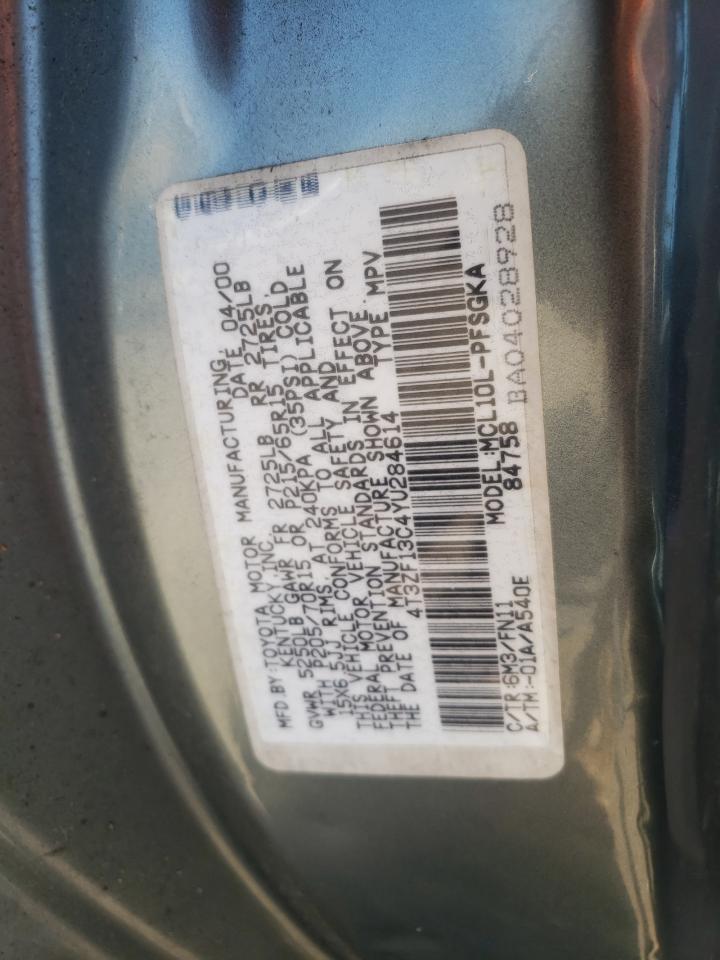 MFD.BY:TOYOTA MOTOR MANUFACTURING,
KENTUCKY,INC. DATE 04/00
GVWR 5250LB GAWR FR 2725LB RR 2725LB
WITH P205/70R15 OR P215/65R15 TIRES,
15X6.5JJ RIMS, AT 240KPA (35PSI) COLD
THIS VEHICLE CONFORMS TO ALL APPLICABLE
FEDERAL MOTOR VEHICLE SAFETY AND
THEFT PREVENTION STANDARDS IN EFFECT ON
THE DATE OF MANUFACTURE SHOWN ABOVE.
4T3ZF13C4YU284614 TYPE MPV
C/TR:6M3/FN11 MODEL:MCL10L-PFSGKA
A/TM:-01A/A540E 84758 BA04028928